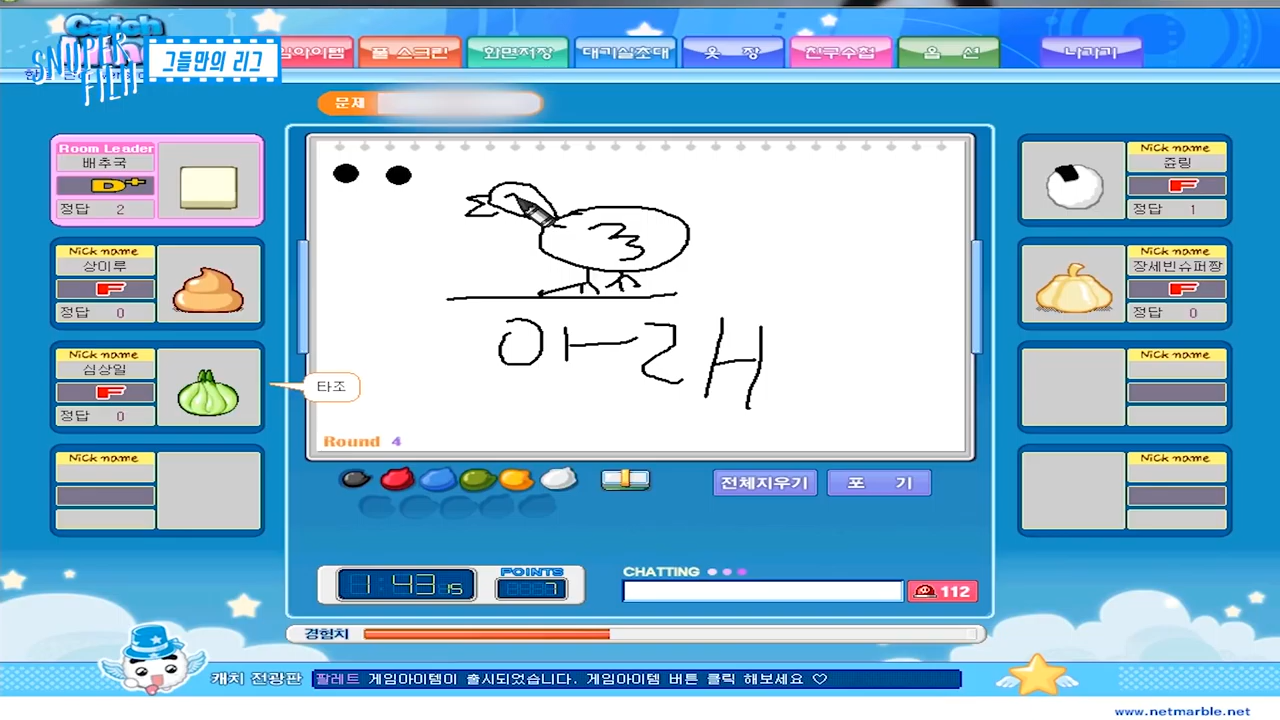 Catch
SNIIPER
FILM
그들만의 리그
풀 스크린
화면저장
대기실초대
옷 장
친구수첩
옵 션
나가기
문제
Room Leader
배추국
D+
정답 2
Nick name
상이루
F
정답 0
Nick name
심상일
F
정답 0
Nick name
타조
아래
Round 4
Nick name
쥰링
F
정답 1
Nick name
장세빈슈퍼짱
F
정답 0
Nick name
Nick name
전체지우기
포 기
1 43 15
POINTS
7
CHATTING
112
경험치
캐치 전광판
팔레트 게임아이템이 출시되었습니다. 게임아이템 버튼 클릭 해보세요 ♡
www.netmarble.net